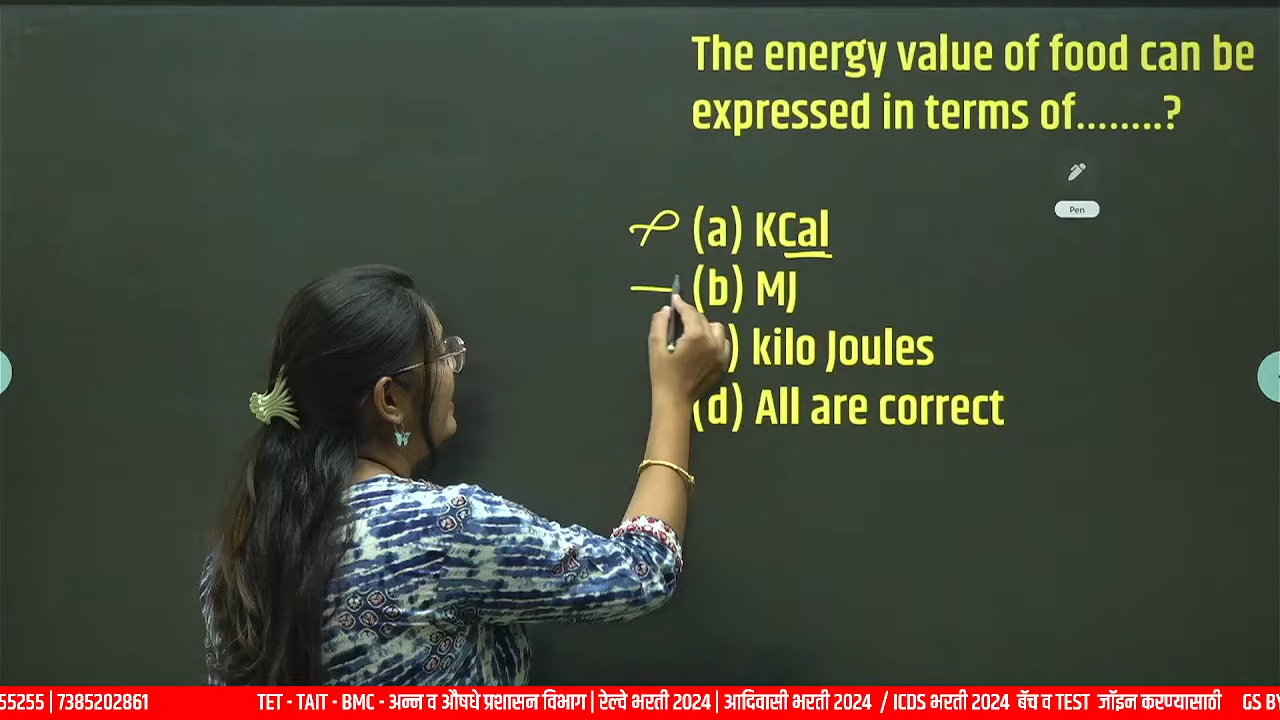 The energy value of food can be
expressed in terms of........?
Pen
(a) KCal
(b) MJ
) kilo Joules
(d) All are correct
55255 | 7385202861 TET - TAIT - BMC - अन्न व औषधे प्रशासन विभाग | रेल्वे भरती 2024 | आदिवासी भरती 2024 / ICDS भरती 2024 बॅच व TEST जॉइन करण्यासाठी GS BY